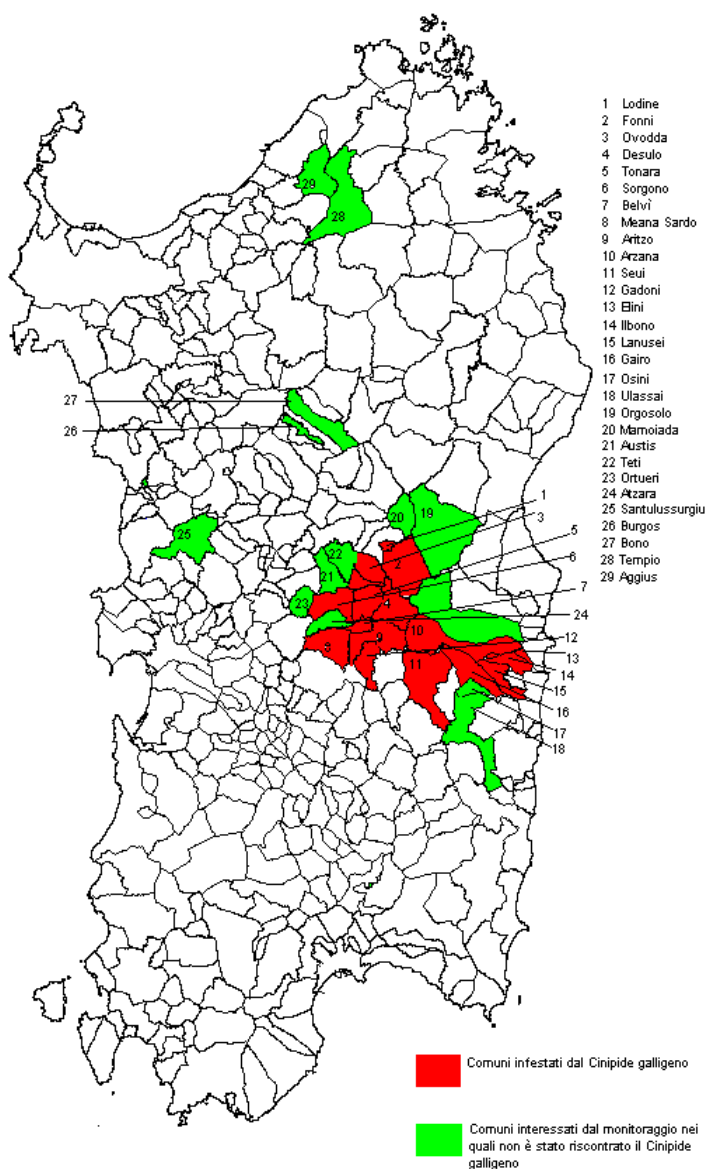 1 Lodine
2 Fonni
3 Ovodda
4 Desulo
5 Tonara
6 Sorgono
7 Belvì
8 Meana Sardo
9 Aritzo
10 Arzana
11 Seui
12 Gadoni
13 Elini
14 Ilbono
15 Lanusei
16 Gairo
17 Osini
18 Ulassai
19 Orgosolo
20 Mamoiada
21 Austis
22 Teti
23 Ortueri
24 Atzara
25 Santulussurgiu
26 Burgos
27 Bono
28 Tempio
29 Aggius
29
28
27
26
25
20
19
22
21
23
2
4
8
9
10
11
1
3
5
6
7
24
12
13
14
15
16
17
18
Comuni infestati dal Cinipide galligeno
Comuni interessati dal monitoraggio nei
quali non è stato riscontrato il Cinipide
galligeno